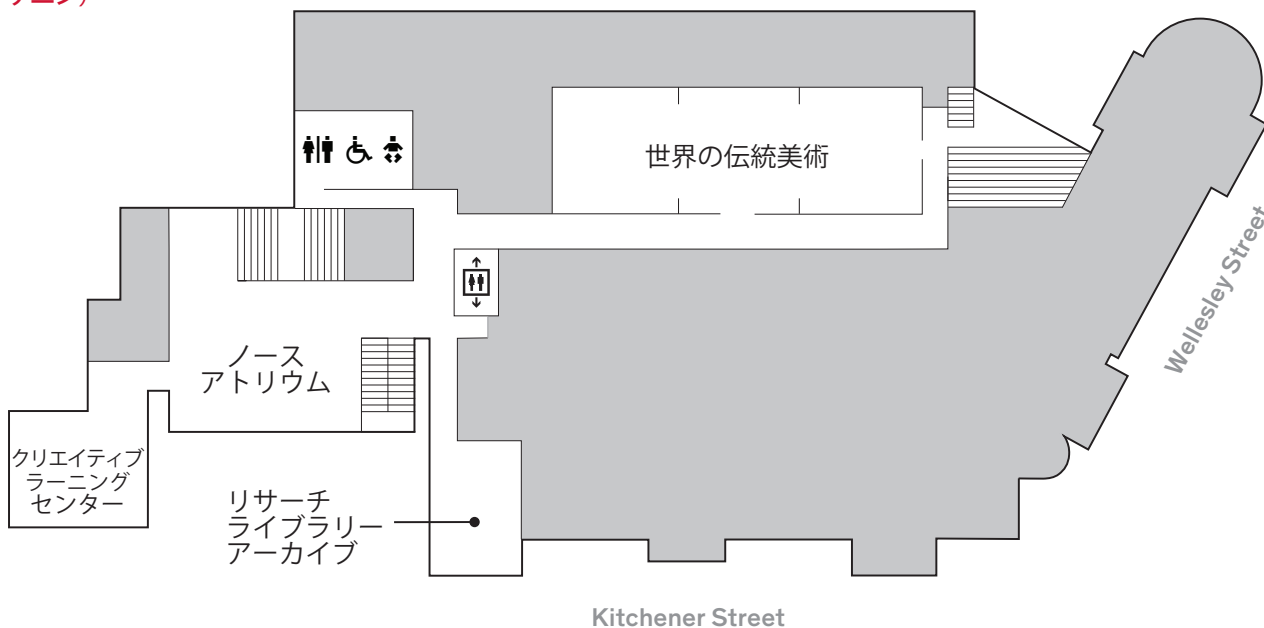 世界の伝統美術
ノース
アトリウム
クリエイティブ
ラーニング
センター
リサーチ
ライブラリー
アーカイブ
Wellesley Street
Kitchener Street